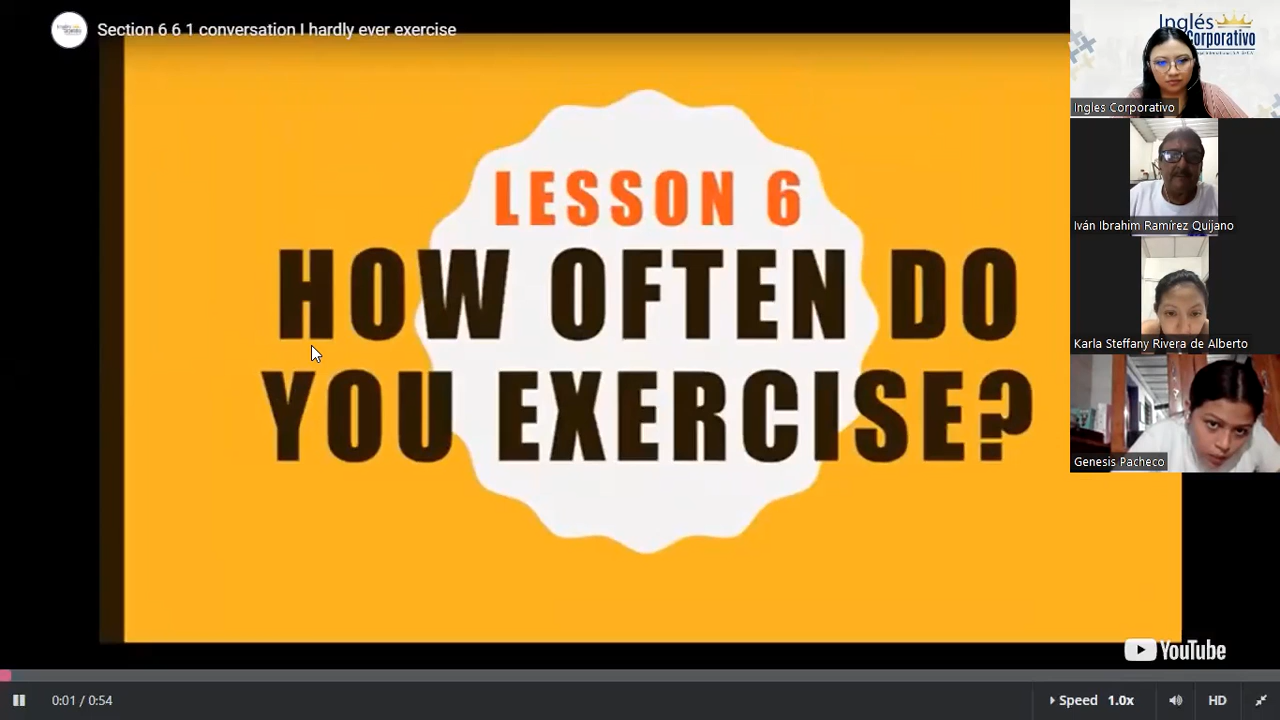 Section 6 6 1 conversation I hardly ever exercise
LESSON 6
HOW OFTEN DO
YOU EXERCISE?
Inglés
Corporativo
Ingles Corporativo
Iván Ibrahim Ramírez Quijano
Karla Steffany Rivera de Alberto
Genesis Pacheco
YouTube
0:01 / 0:54
Speed 1.0x
HD